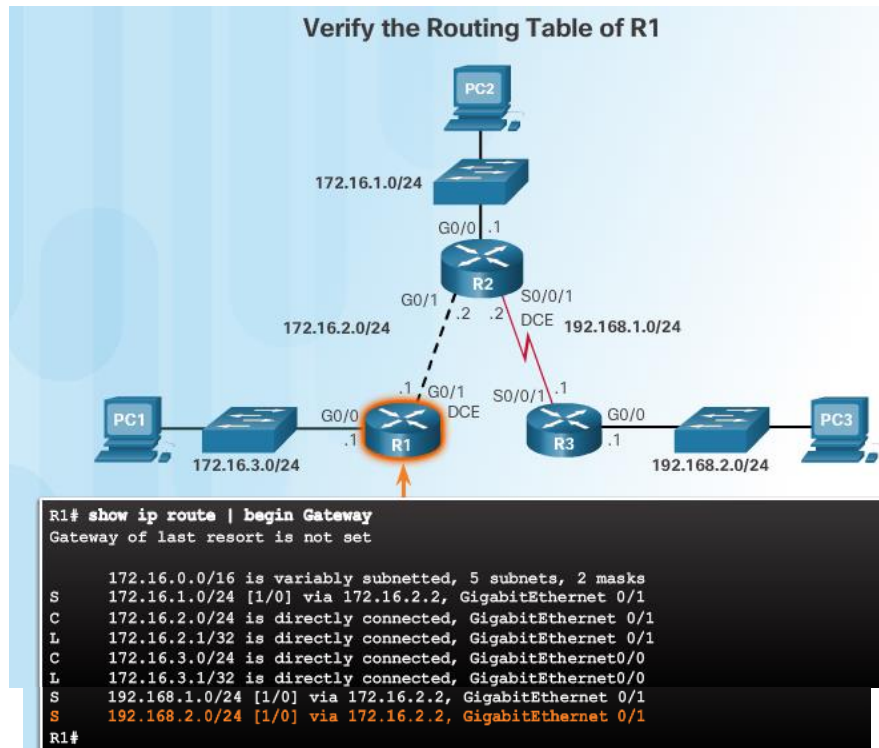 Verify the Routing Table of R1
PC2
172.16.1.0/24
G0/0 .1
R2
G0/1 S0/0/1
.2 .2 DCE
172.16.2.0/24 192.168.1.0/24
.1 G0/1 S0/0/1 .1
DCE
PC1 G0/0 G0/0 PC3
.1 R1 R3 .1
172.16.3.0/24 192.168.2.0/24
R1# show ip route | begin Gateway
Gateway of last resort is not set
172.16.0.0/16 is variably subnetted, 5 subnets, 2 masks
S 172.16.1.0/24 [1/0] via 172.16.2.2, GigabitEthernet 0/1
C 172.16.2.0/24 is directly connected, GigabitEthernet 0/1
L 172.16.2.1/32 is directly connected, GigabitEthernet 0/1
C 172.16.3.0/24 is directly connected, GigabitEthernet0/0
L 172.16.3.1/32 is directly connected, GigabitEthernet0/0
S 192.168.1.0/24 [1/0] via 172.16.2.2, GigabitEthernet 0/1
S 192.168.2.0/24 [1/0] via 172.16.2.2, GigabitEthernet 0/1
R1#